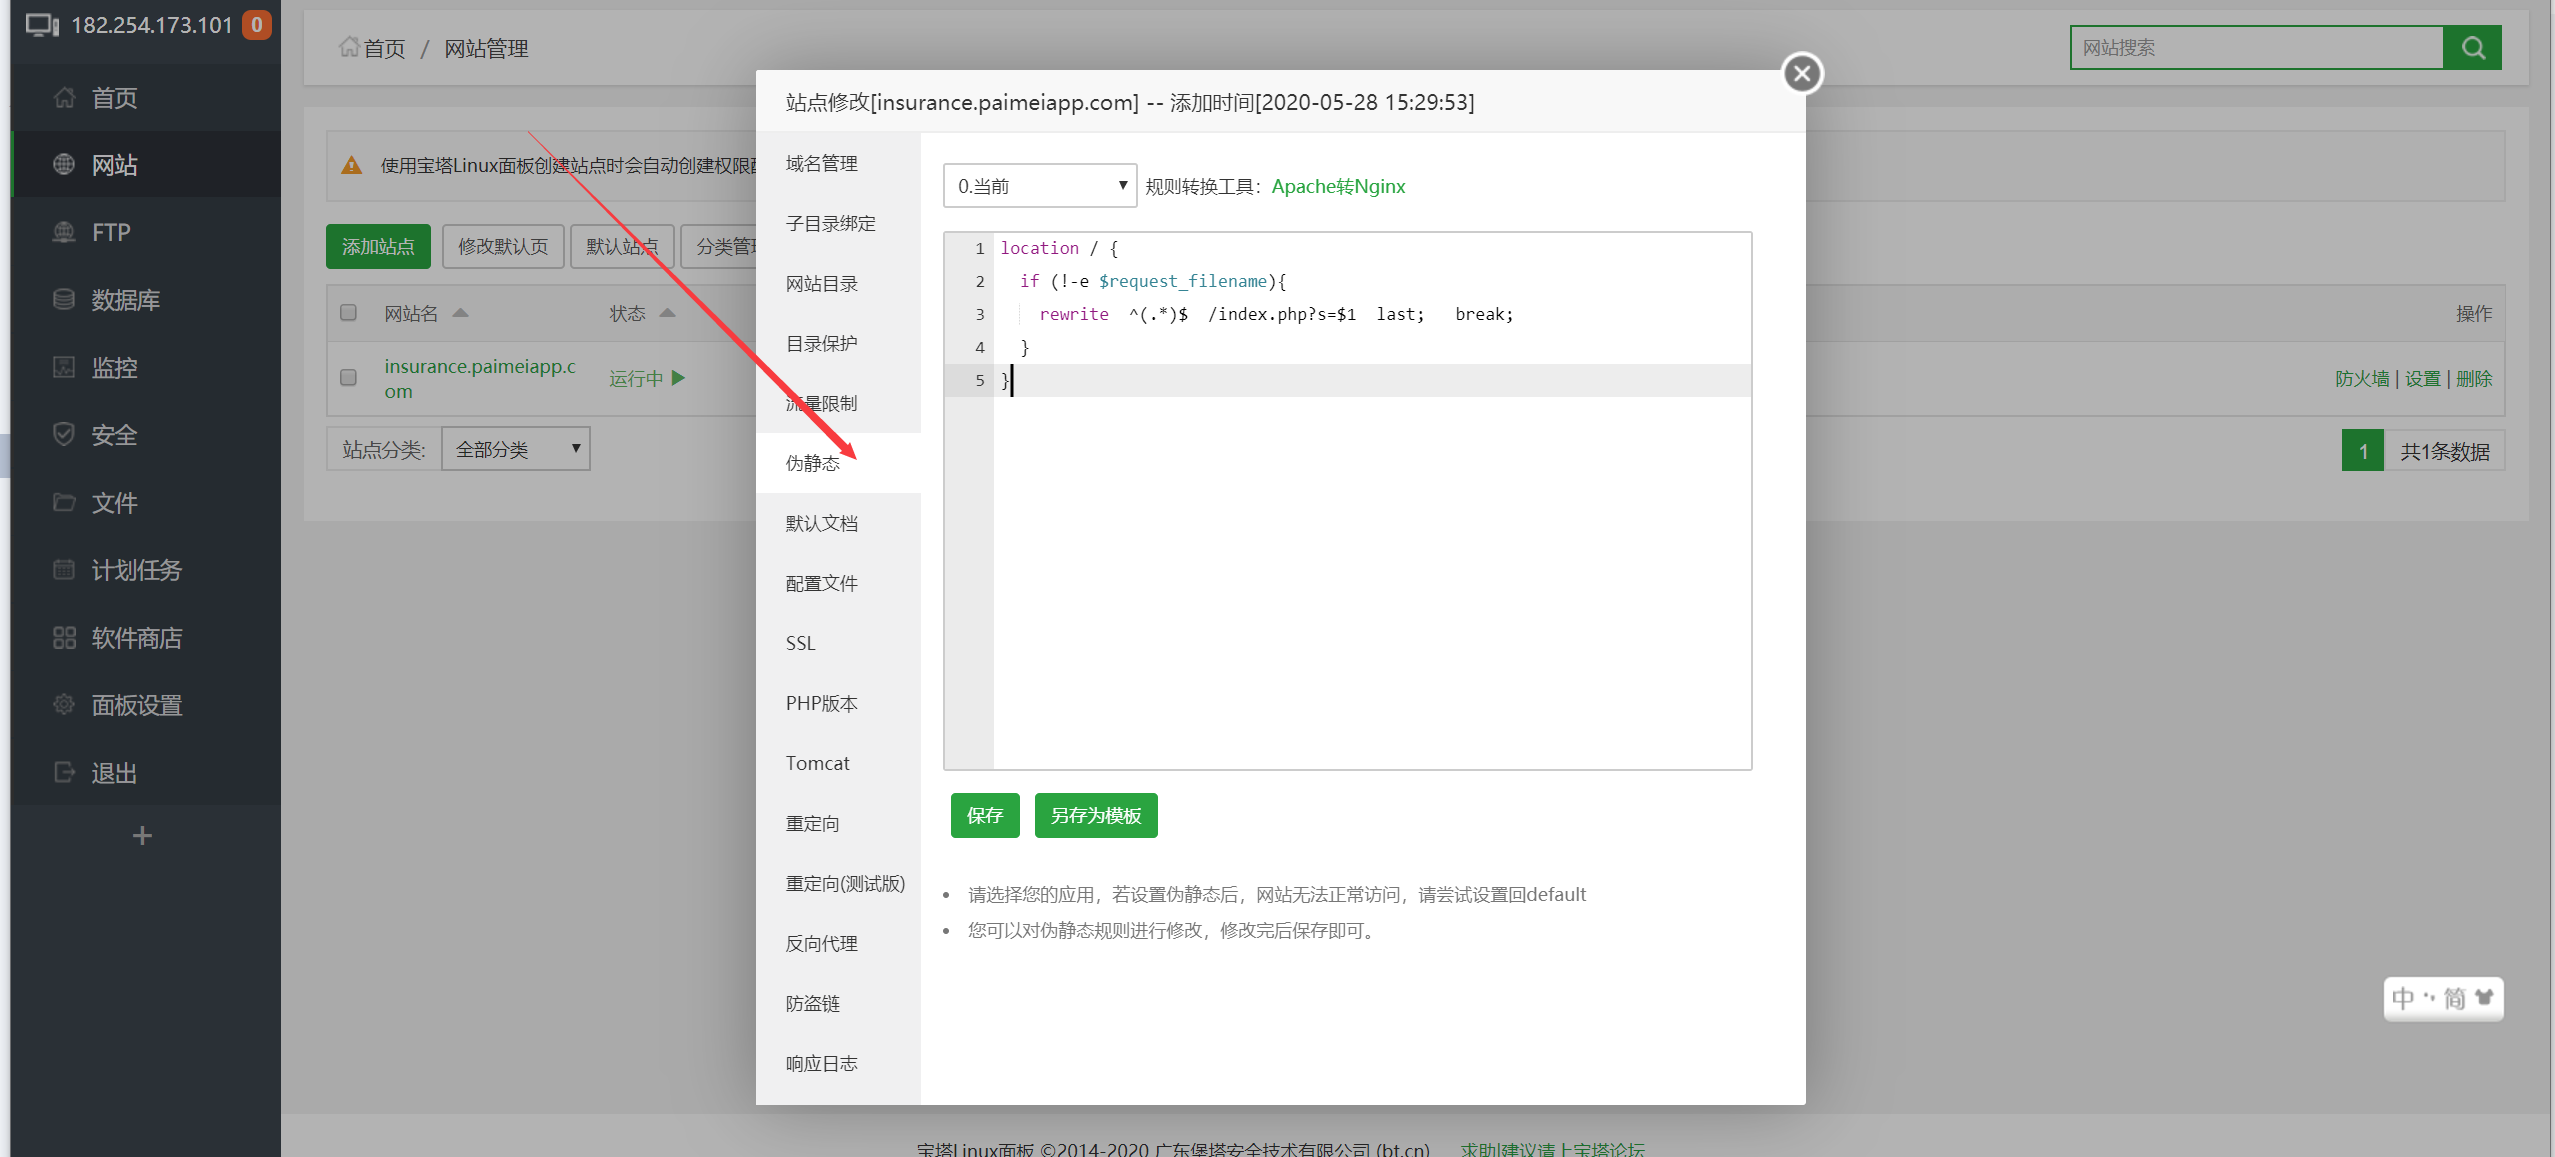 182.254.173.101 0
首页
网站
FTP
数据库
监控
安全
文件
计划任务
软件商店
面板设置
退出
+
首页 / 网站管理
网站搜索
使用宝塔Linux面板创建站点时会自动创建权限
添加站点 修改默认页 默认站点 分类管
网站名 状态 操作
insurance.paimeiapp.c
om
运行中
防火墙 | 设置 | 删除
站点分类: 全部分类
1 共1条数据
站点修改[insurance.paimeiapp.com] -- 添加时间[2020-05-28 15:29:53]
域名管理
子目录绑定
网站目录
目录保护
流量限制
伪静态
默认文档
配置文件
SSL
PHP版本
Tomcat
重定向
重定向(测试版)
反向代理
防盗链
响应日志
0.当前 规则转换工具：Apache转Nginx
1 location / {
2 if (!-e $request_filename){
3 rewrite ^(.*)$ /index.php?s=$1 last; break;
4 }
5 }
保存 另存为模板
请选择您的应用，若设置伪静态后，网站无法正常访问，请尝试设置回default
您可以对伪静态规则进行修改，修改完后保存即可。
中 简
宝塔Linux面板 ©2014-2020 广东堡塔安全技术有限公司 (bt.cn) 求助|建议请上宝塔论坛